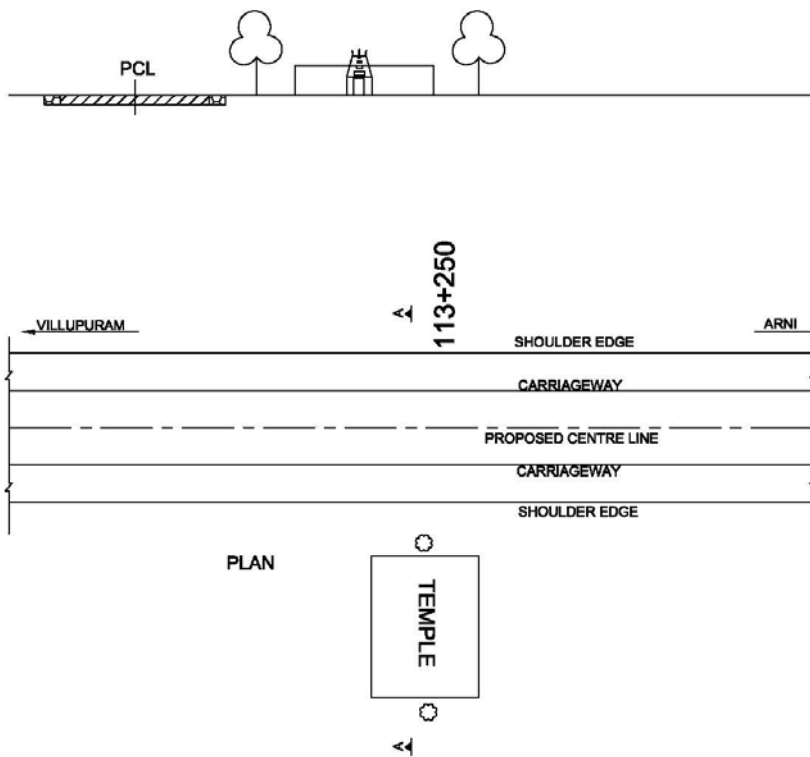 PCL
A
113+250
VILLUPURAM
ARNI
SHOULDER EDGE
CARRIAGEWAY
PROPOSED CENTRE LINE
CARRIAGEWAY
SHOULDER EDGE
PLAN
TEMPLE
A